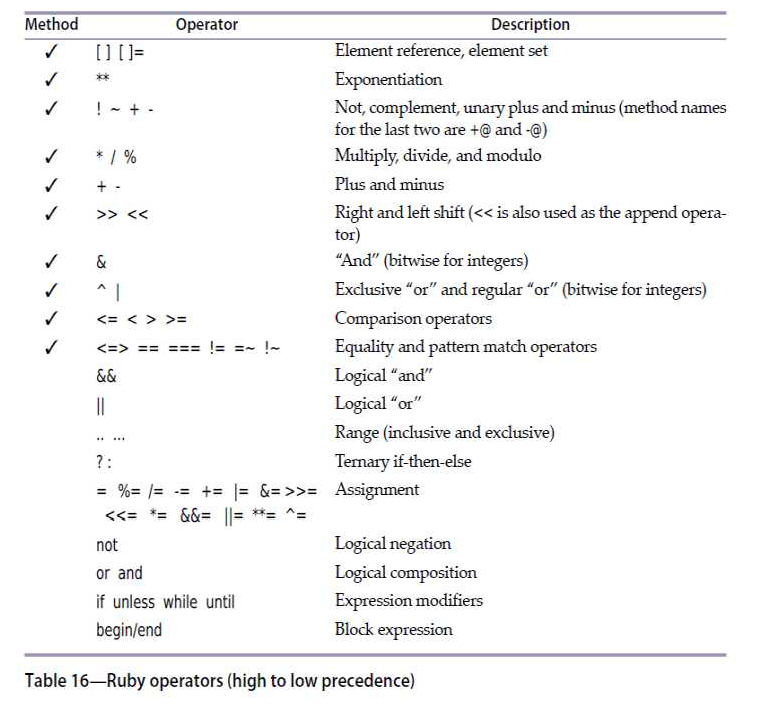 Method Operator Description
✓ [ ] [ ]= Element reference, element set
✓ ** Exponentiation
✓ ! ~ + - Not, complement, unary plus and minus (method names
for the last two are +@ and -@)
✓ * / % Multiply, divide, and modulo
✓ + - Plus and minus
✓ >> << Right and left shift (<< is also used as the append opera-
tor)
✓ & “And” (bitwise for integers)
✓ ^ | Exclusive “or” and regular “or” (bitwise for integers)
✓ <= < > >= Comparison operators
✓ <=> == === != =~ !~ Equality and pattern match operators
&& Logical “and”
|| Logical “or”
.. ... Range (inclusive and exclusive)
? : Ternary if-then-else
= %= /= -= += |= &= >>= Assignment
<<= *= &&= ||= **= ^=
not Logical negation
or and Logical composition
if unless while until Expression modifiers
begin/end Block expression
Table 16—Ruby operators (high to low precedence)